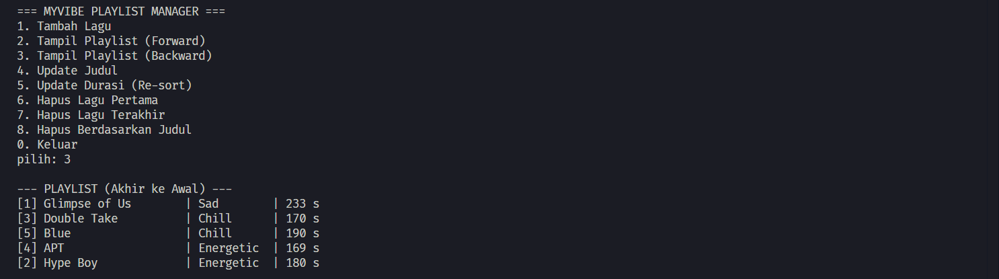 === MYVIBE PLAYLIST MANAGER ===
1. Tambah Lagu
2. Tampil Playlist (Forward)
3. Tampil Playlist (Backward)
4. Update Judul
5. Update Durasi (Re-sort)
6. Hapus Lagu Pertama
7. Hapus Lagu Terakhir
8. Hapus Berdasarkan Judul
0. Keluar
pilih: 3

--- PLAYLIST (Akhir ke Awal) ---
[1] Glimpse of Us        | Sad        | 233 s
[3] Double Take          | Chill      | 170 s
[5] Blue                 | Chill      | 190 s
[4] APT                  | Energetic  | 169 s
[2] Hype Boy             | Energetic  | 180 s